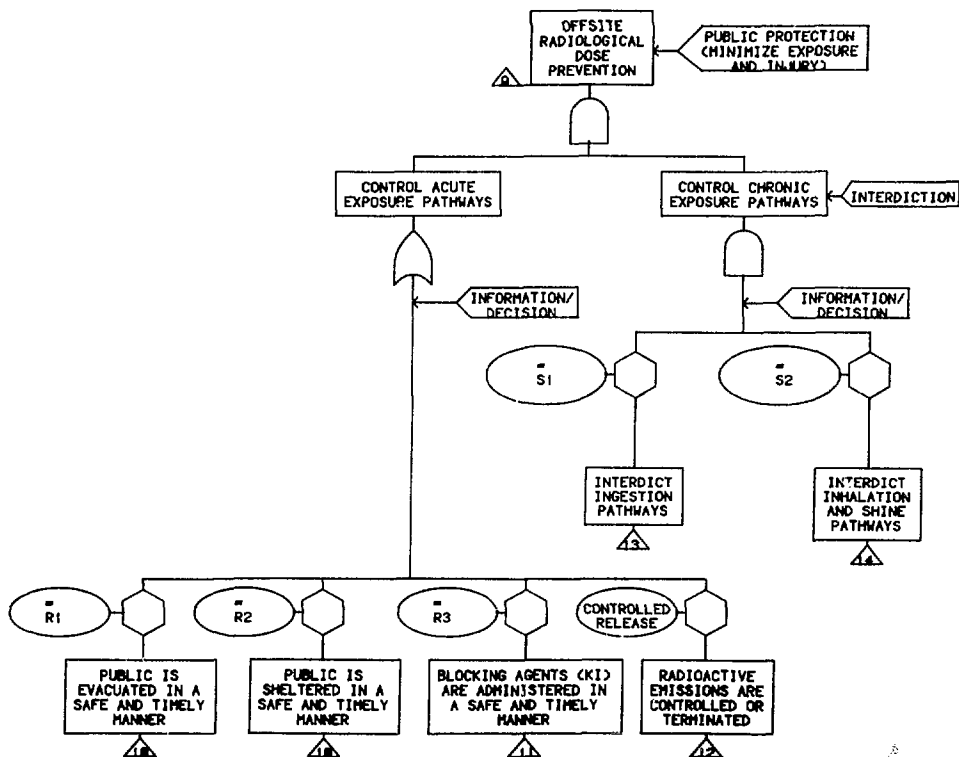 OFFSITE
RADIOLOGICAL
DOSE
PREVENTION
PUBLIC PROTECTION
(MINIMIZE EXPOSURE
AND INJURY)
9
CONTROL ACUTE
EXPOSURE PATHWAYS
CONTROL CHRONIC
EXPOSURE PATHWAYS
INTERDICTION
INFORMATION/
DECISION
INFORMATION/
DECISION
S1
S2
INTERDICT
INGESTION
PATHWAYS
INTERDICT
INHALATION
AND SHINE
PATHWAYS
13
14
R1
R2
R3
CONTROLLED
RELEASE
PUBLIC IS
EVACUATED IN A
SAFE AND TIMELY
MANNER
PUBLIC IS
SHELTERED IN A
SAFE AND TIMELY
MANNER
BLOCKING AGENTS (KI)
ARE ADMINISTERED IN
A SAFE AND TIMELY
MANNER
RADIOACTIVE
EMISSIONS ARE
CONTROLLED OR
TERMINATED
10
10
11
12